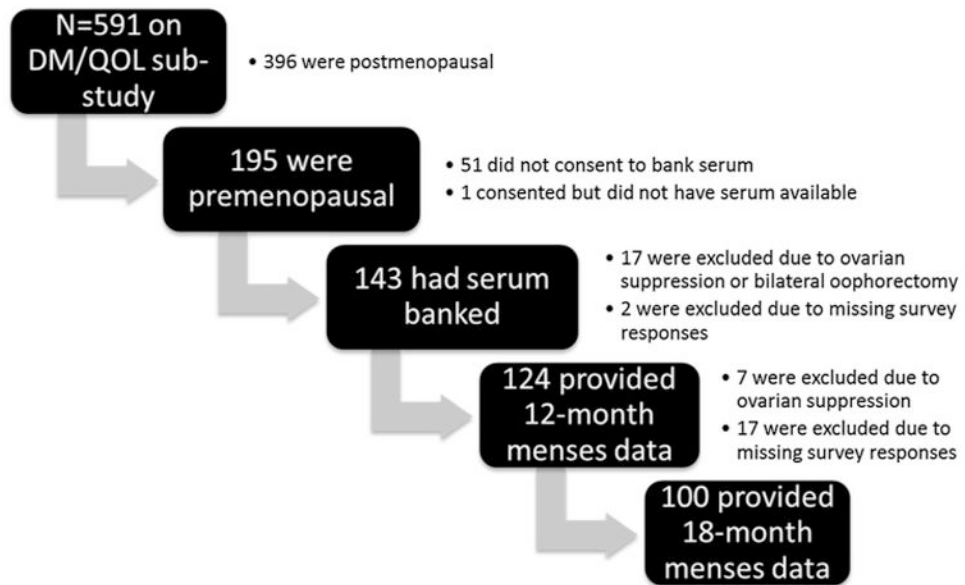 N=591 on
DM/QOL sub-
study
• 396 were postmenopausal
195 were
premenopausal
• 51 did not consent to bank serum
• 1 consented but did not have serum available
143 had serum
banked
• 17 were excluded due to ovarian
suppression or bilateral oophorectomy
• 2 were excluded due to missing survey
responses
124 provided
12-month
menses data
• 7 were excluded due to
ovarian suppression
• 17 were excluded due to
missing survey responses
100 provided
18-month
menses data